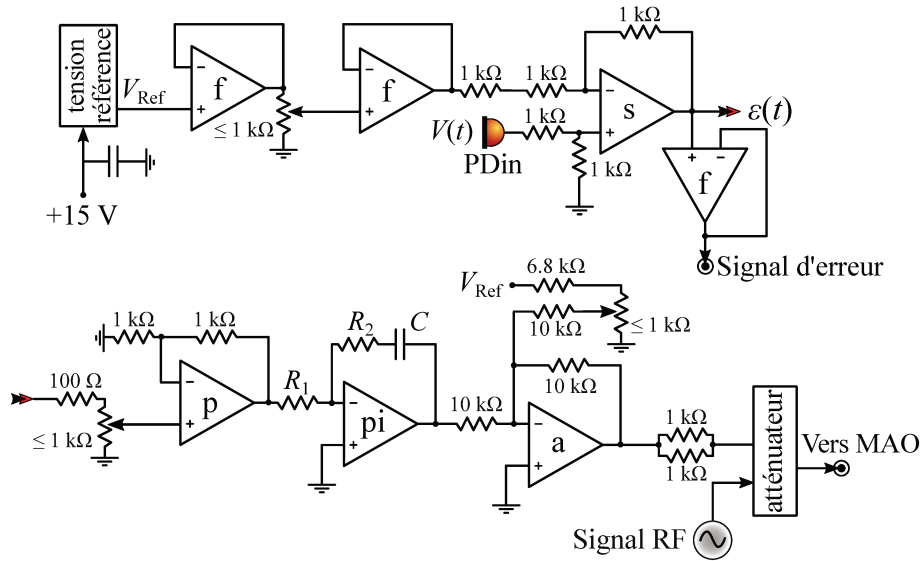 tension
référence
V_Ref
+15 V
f
≤ 1 kΩ
f
1 kΩ
1 kΩ
1 kΩ
s
ε(t)
V(t)
PDin
1 kΩ
1 kΩ
f
Signal d'erreur
1 kΩ
1 kΩ
100 Ω
≤ 1 kΩ
p
R₁
R₂
C
pi
10 kΩ
V_Ref
6.8 kΩ
10 kΩ
≤ 1 kΩ
10 kΩ
a
1 kΩ
1 kΩ
atténuateur
Vers MAO
Signal RF